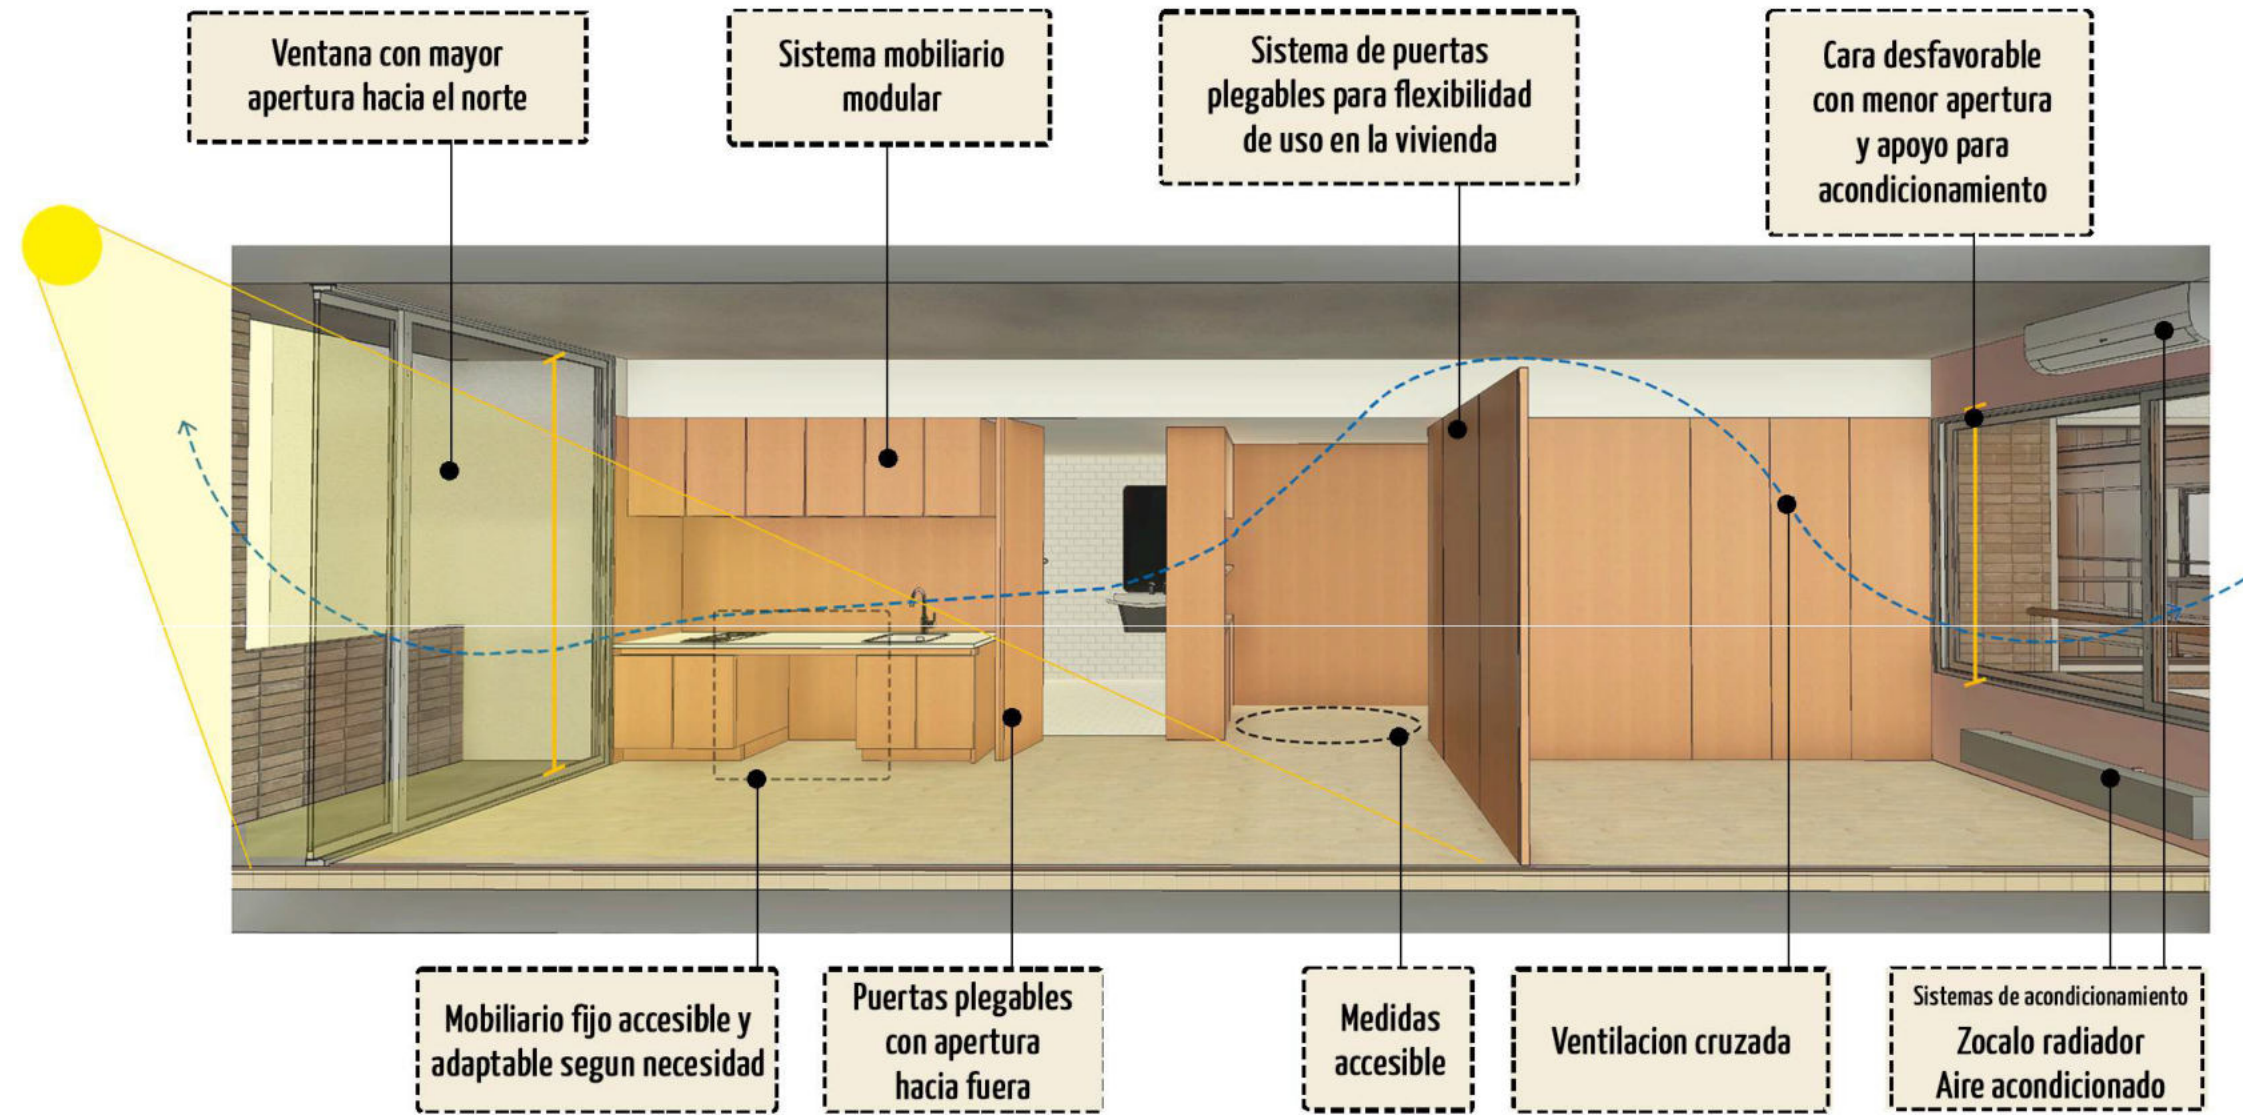 Ventana con mayor
apertura hacia el norte
Sistema mobiliario
modular
Sistema de puertas
plegables para flexibilidad
de uso en la vivienda
Cara desfavorable
con menor apertura
y apoyo para
acondicionamiento
Mobiliario fijo accesible y
adaptable segun necesidad
Puertas plegables
con apertura
hacia fuera
Medidas
accesible
Ventilacion cruzada
Sistemas de acondicionamiento
Zocalo radiador
Aire acondicionado